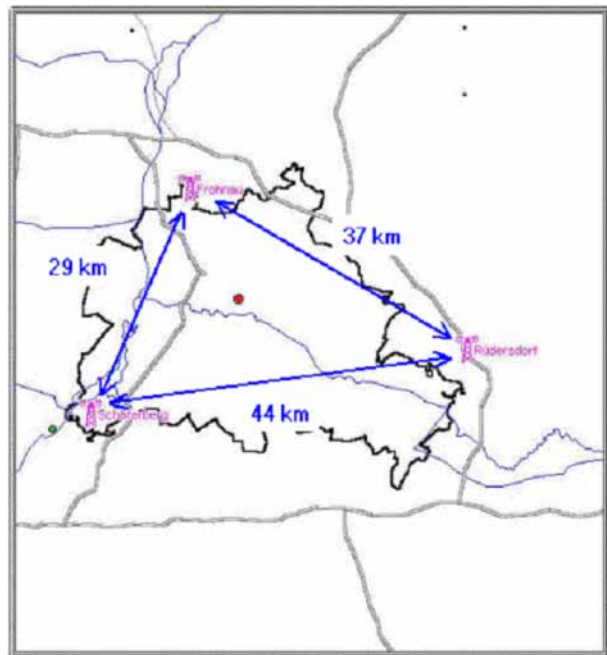 Frohnau
37 km
29 km
Rüdersdorf
Schäferberg
44 km